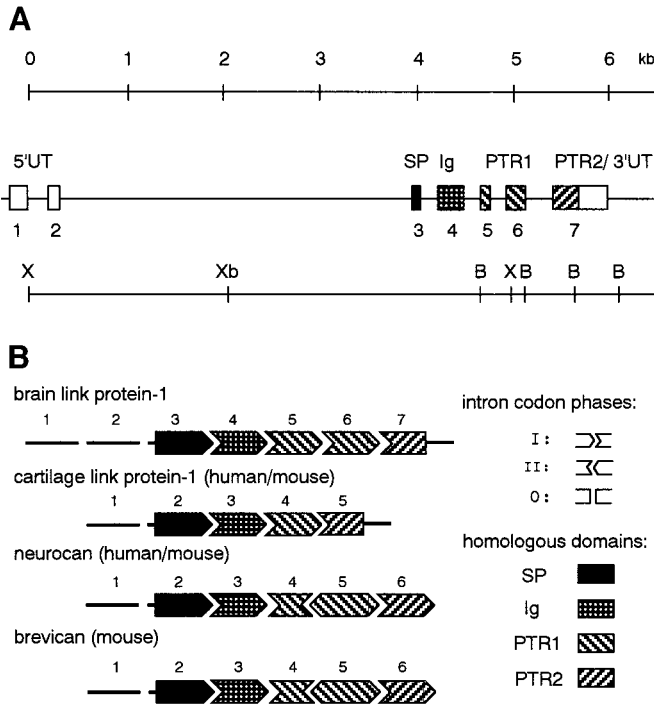 A
0 1 2 3 4 5 6 kb
5'UT SP Ig PTR1 PTR2/ 3'UT
1 2 3 4 5 6 7
X Xb B X B B B
B
brain link protein-1
1 2 3 4 5 6 7
cartilage link protein-1 (human/mouse)
1 2 3 4 5
neurocan (human/mouse)
1 2 3 4 5 6
brevican (mouse)
1 2 3 4 5 6
intron codon phases:
I:
II:
0:
homologous domains:
SP
Ig
PTR1
PTR2